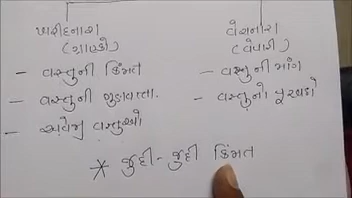 ખરીદનારા વેચનારા
(ગ્રાહકો) (વેપારી)
- વસ્તુની કિંમત - વસ્તુની માંગ
- વસ્તુની ગુણવત્તા. - વસ્તુનો પૂરવઠો
- અવેજી વસ્તુઓ
* જુદી-જુદી કિંમત